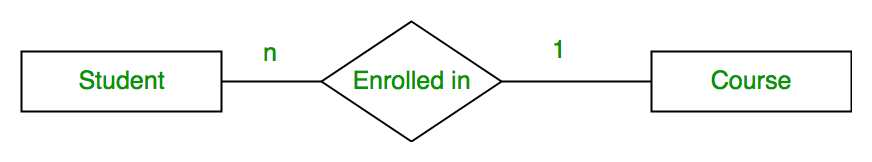 Student
n
Enrolled in
1
Course